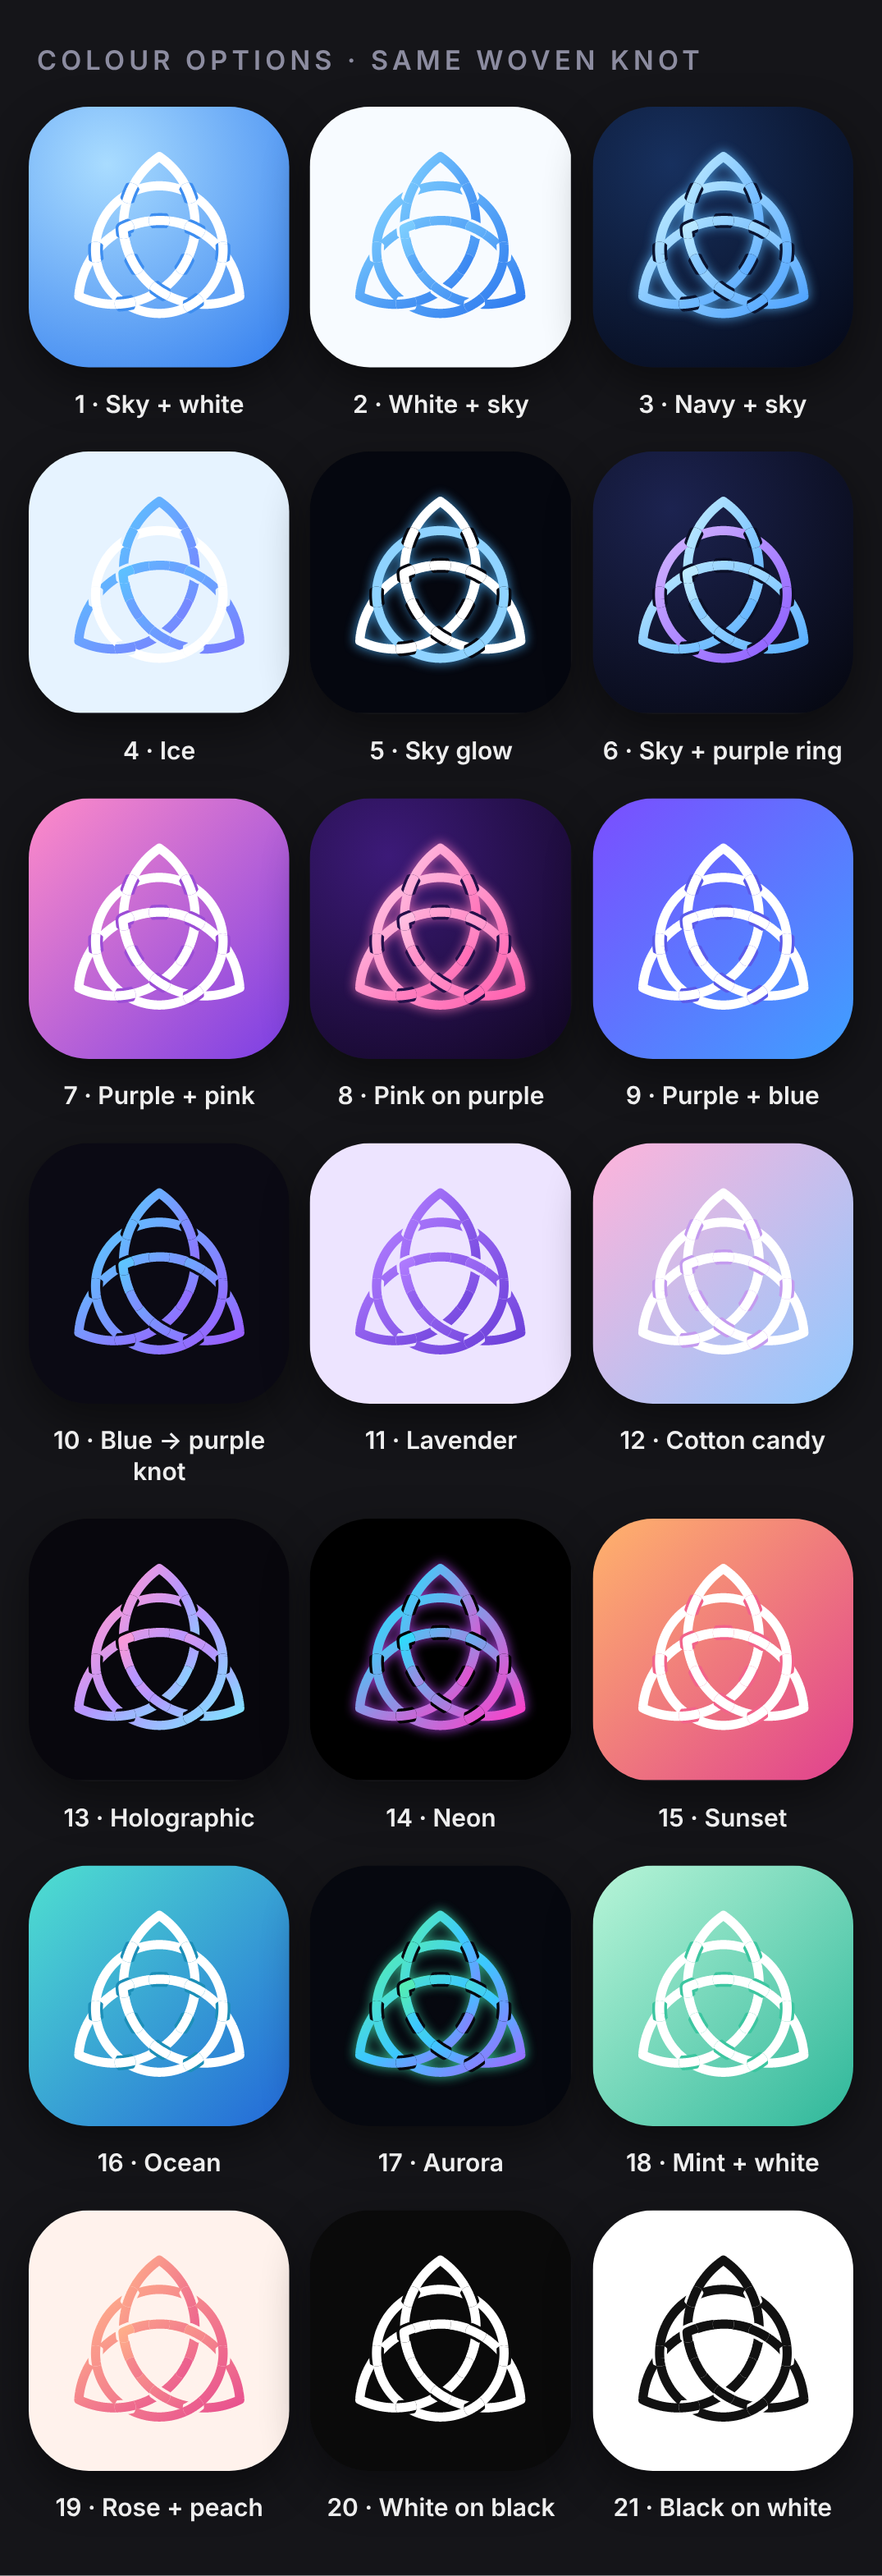 COLOUR OPTIONS · SAME WOVEN KNOT
1 · Sky + white
2 · White + sky
3 · Navy + sky
4 · Ice
5 · Sky glow
6 · Sky + purple ring
7 · Purple + pink
8 · Pink on purple
9 · Purple + blue
10 · Blue → purple
knot
11 · Lavender
12 · Cotton candy
13 · Holographic
14 · Neon
15 · Sunset
16 · Ocean
17 · Aurora
18 · Mint + white
19 · Rose + peach
20 · White on black
21 · Black on white